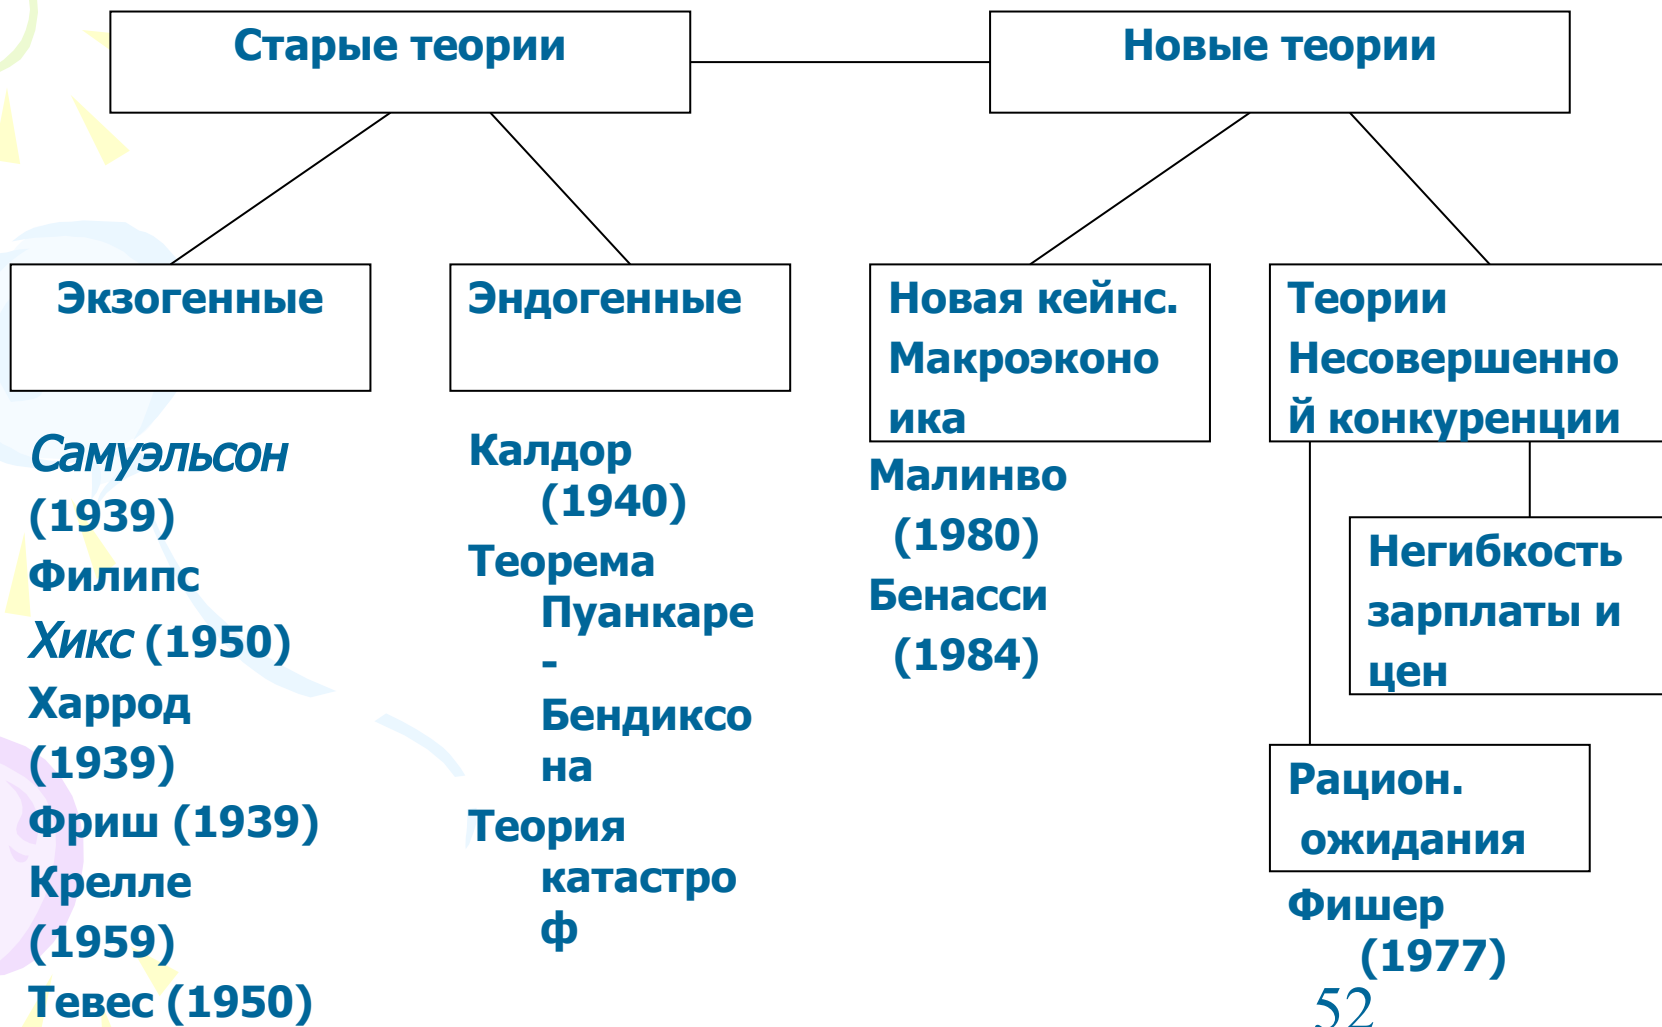 Старые теории
Новые теории
Экзогенные
Эндогенные
Новая кейнс.
Макроэконо
ика
Теории
Несовершенно
й конкуренции
Самуэльсон
(1939)
Филипс
Хикс (1950)
Харрод
(1939)
Фриш (1939)
Крелле
(1959)
Тевес (1950)
Калдор
(1940)
Теорема
Пуанкаре
-
Бендиксо
на
Теория
катастро
ф
Малинво
(1980)
Бенасси
(1984)
Негибкость
зарплаты и
цен
Рацион.
ожидания
Фишер
(1977)
52